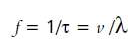 f = 1/τ = ν/λ